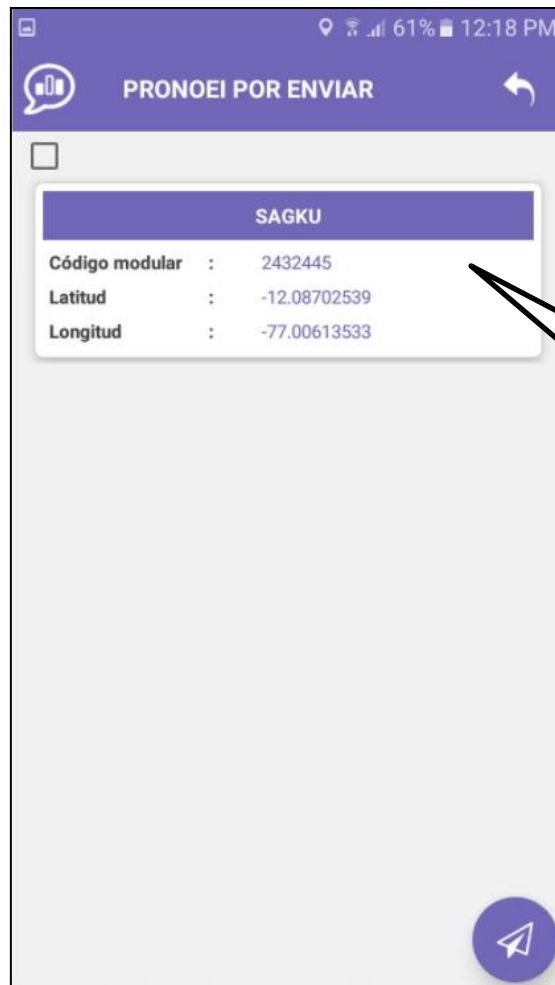 61% 12:18 PM
PRONOEI POR ENVIAR
SAGKU
Código modular : 2432445
Latitud : -12.08702539
Longitud : -77.00613533